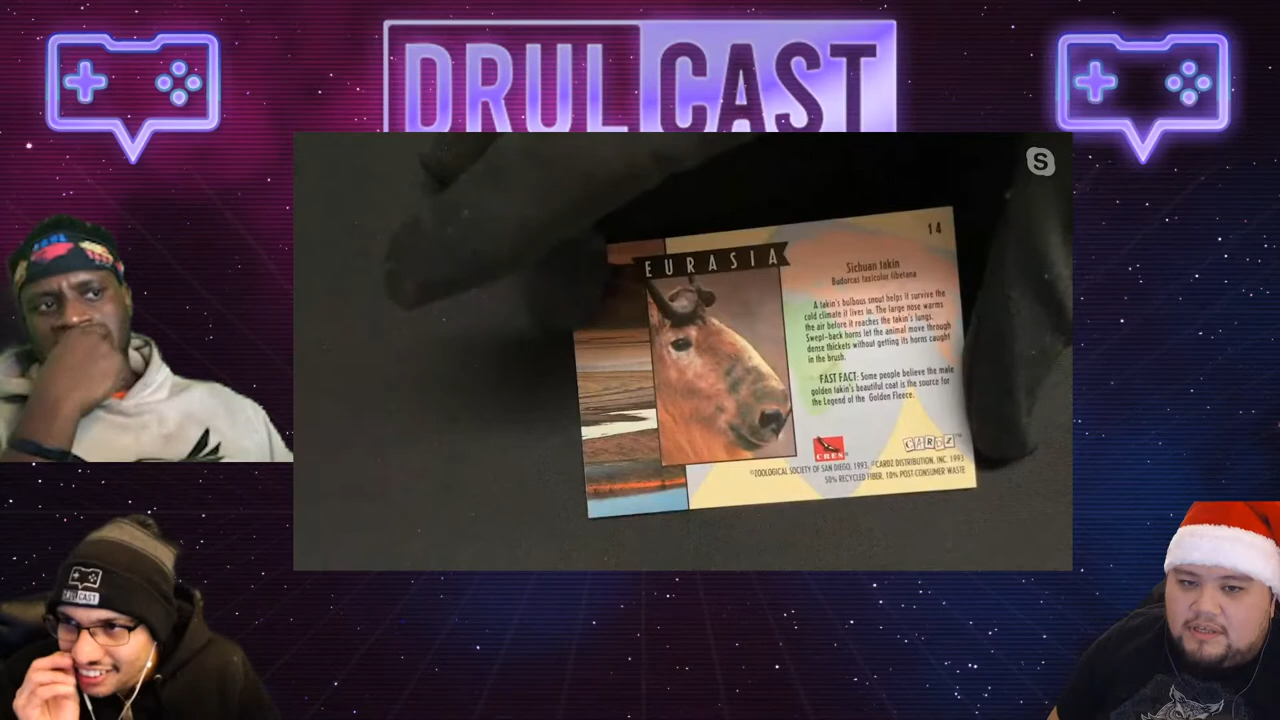 DRUL CAST
S
EURASIA
14
Sichuan takin
Budorcas taxicolor tibetana
A takin's bulbous snout helps it survive the
cold climate it lives in. The large nose warms
the air before it reaches the takin's lungs.
Swept-back horns let the animal move through
dense thickets without getting its horns caught
in the brush.
FAST FACT: Some people believe the male
golden takin's beautiful coat is the source for
the Legend of the Golden Fleece.
CRES
CARDZ™
©ZOOLOGICAL SOCIETY OF SAN DIEGO, 1993, ©CARDZ DISTRIBUTION, INC. 1993
50% RECYCLED FIBER, 10% POST-CONSUMER WASTE
CAST